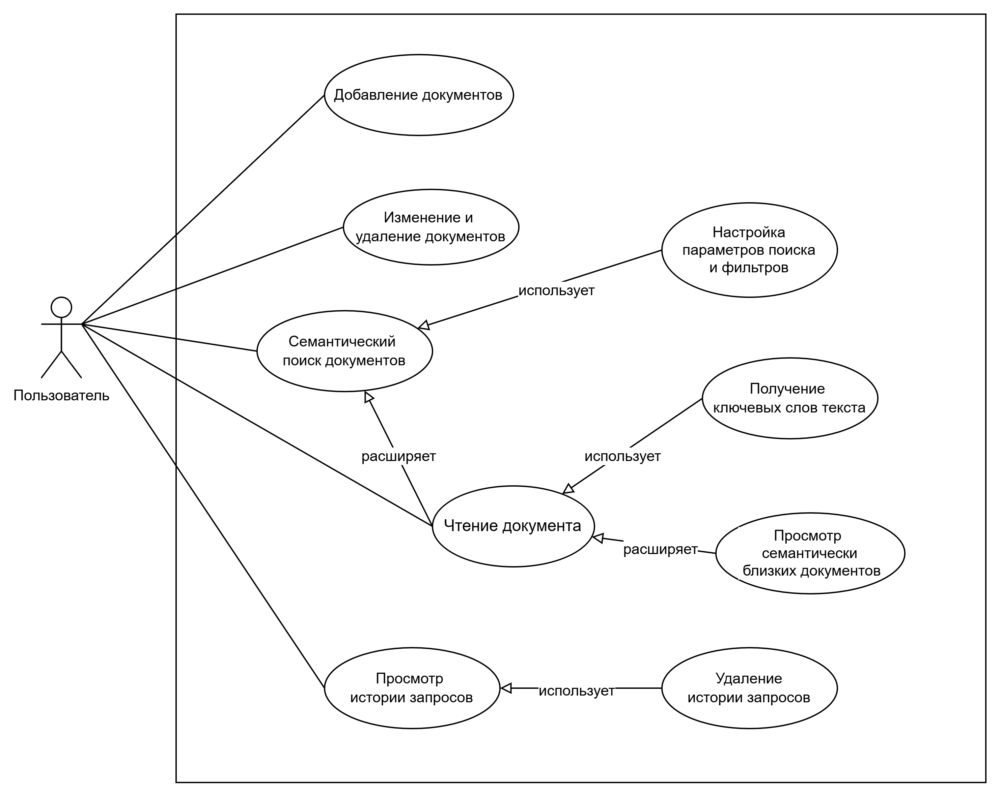 Добавление документов
Изменение и
удаление документов
Настройка
параметров поиска
и фильтров
использует
Семантический
поиск документов
Пользователь
Получение
ключевых слов текста
расширяет
использует
Чтение документа
расширяет
Просмотр
семантически
близких документов
Просмотр
истории запросов
использует
Удаление
истории запросов